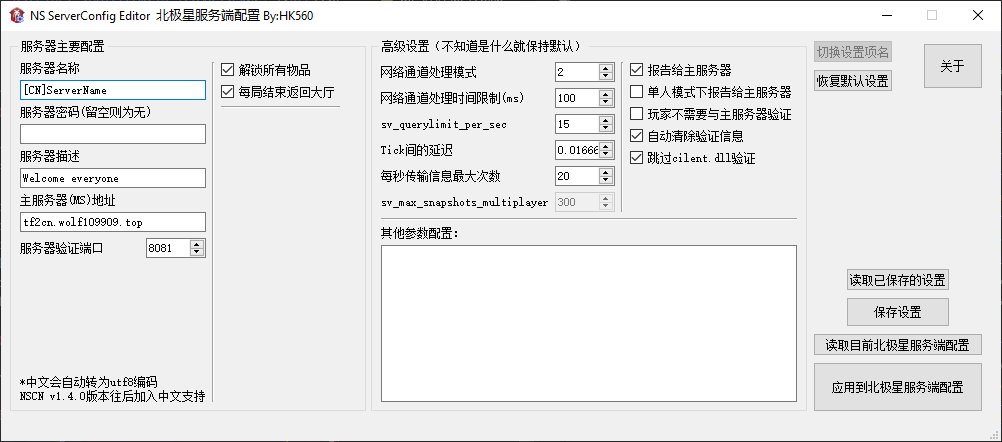 NS ServerConfig Editor 北极星服务端配置 By:HK560
服务器主要配置
服务器名称
[CN]ServerName
服务器密码(留空则为无)
服务器描述
Welcome everyone
主服务器(MS)地址
tf2cn.wolf109909.top
服务器验证端口
8081
*中文会自动转为utf8编码
NSCN v1.4.0版本往后加入中文支持
解锁所有物品
每局结束返回大厅
高级设置（不知道是什么就保持默认）
网络通道处理模式
2
网络通道处理时间限制(ms)
100
sv_querylimit_per_sec
15
Tick间的延迟
0.01666
每秒传输信息最大次数
20
sv_max_snapshots_multiplayer
300
报告给主服务器
单人模式下报告给主服务器
玩家不需要与主服务器验证
自动清除验证信息
跳过cilent.dll验证
其他参数配置：
切换设置项名
恢复默认设置
关于
读取已保存的设置
保存设置
读取目前北极星服务端配置
应用到北极星服务端配置